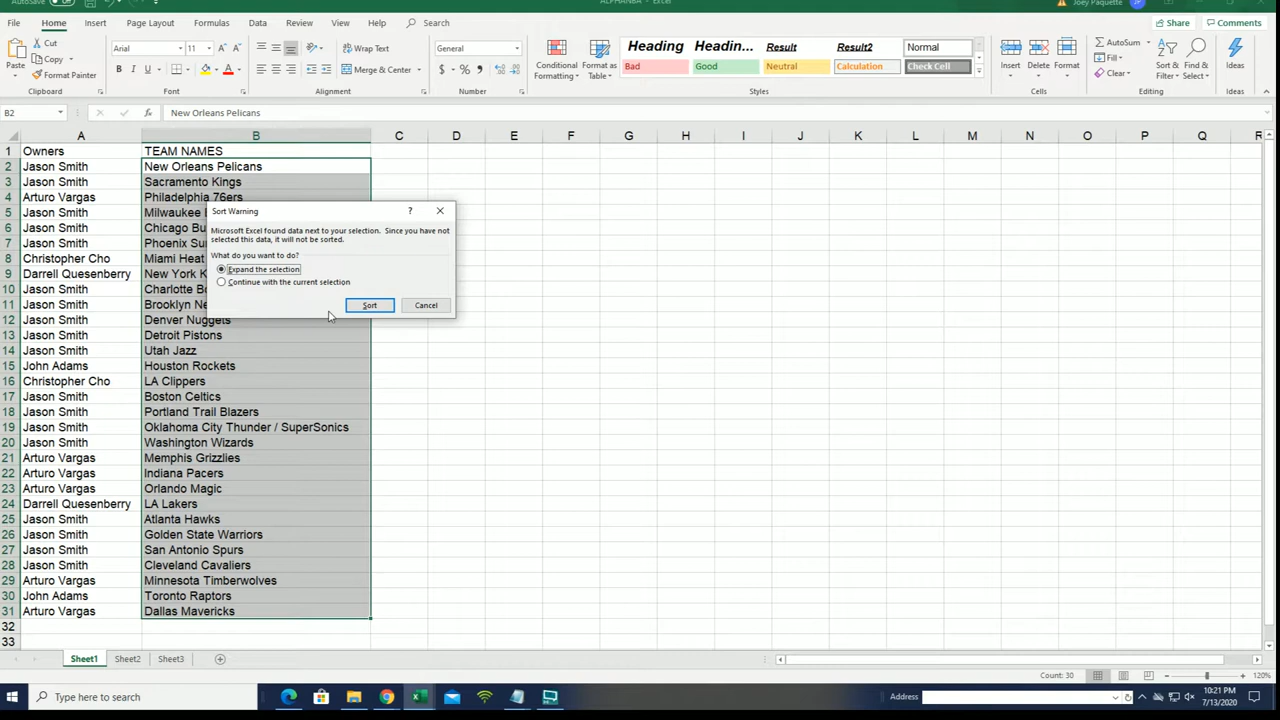 AutoSave ALPHANBA - Excel Joey Paquette
File Home Insert Page Layout Formulas Data Review View Help Search Share Comments
Paste Cut Copy Format Painter Clipboard
Arial 11 Font
Wrap Text Merge & Center Alignment
General Number
Conditional Formatting Format as Table
Heading Headin... Result Result2 Normal
Bad Good Neutral Calculation Check Cell
Styles
Insert Delete Format Cells
AutoSum Fill Clear Sort & Filter Find & Select Editing
Ideas
B2 New Orleans Pelicans
A B C D E F G H I J K L M N O P Q R
1 Owners TEAM NAMES
2 Jason Smith New Orleans Pelicans
3 Jason Smith Sacramento Kings
4 Arturo Vargas Philadelphia 76ers
5 Jason Smith Milwaukee
6 Jason Smith Chicago Bu
7 Jason Smith Phoenix Su
8 Christopher Cho Miami Heat
9 Darrell Quesenberry New York K
10 Jason Smith Charlotte Bo
11 Jason Smith Brooklyn Ne
12 Jason Smith Denver Nuggets
13 Jason Smith Detroit Pistons
14 Jason Smith Utah Jazz
15 John Adams Houston Rockets
16 Christopher Cho LA Clippers
17 Jason Smith Boston Celtics
18 Jason Smith Portland Trail Blazers
19 Jason Smith Oklahoma City Thunder / SuperSonics
20 Jason Smith Washington Wizards
21 Arturo Vargas Memphis Grizzlies
22 Arturo Vargas Indiana Pacers
23 Arturo Vargas Orlando Magic
24 Darrell Quesenberry LA Lakers
25 Jason Smith Atlanta Hawks
26 Jason Smith Golden State Warriors
27 Jason Smith San Antonio Spurs
28 Jason Smith Cleveland Cavaliers
29 Arturo Vargas Minnesota Timberwolves
30 John Adams Toronto Raptors
31 Arturo Vargas Dallas Mavericks
32
33
Sort Warning
Microsoft Excel found data next to your selection. Since you have not
selected this data, it will not be sorted.
What do you want to do?
Expand the selection
Continue with the current selection
Sort Cancel
Sheet1 Sheet2 Sheet3
Count: 30 120%
Type here to search Address 10:21 PM
7/13/2020